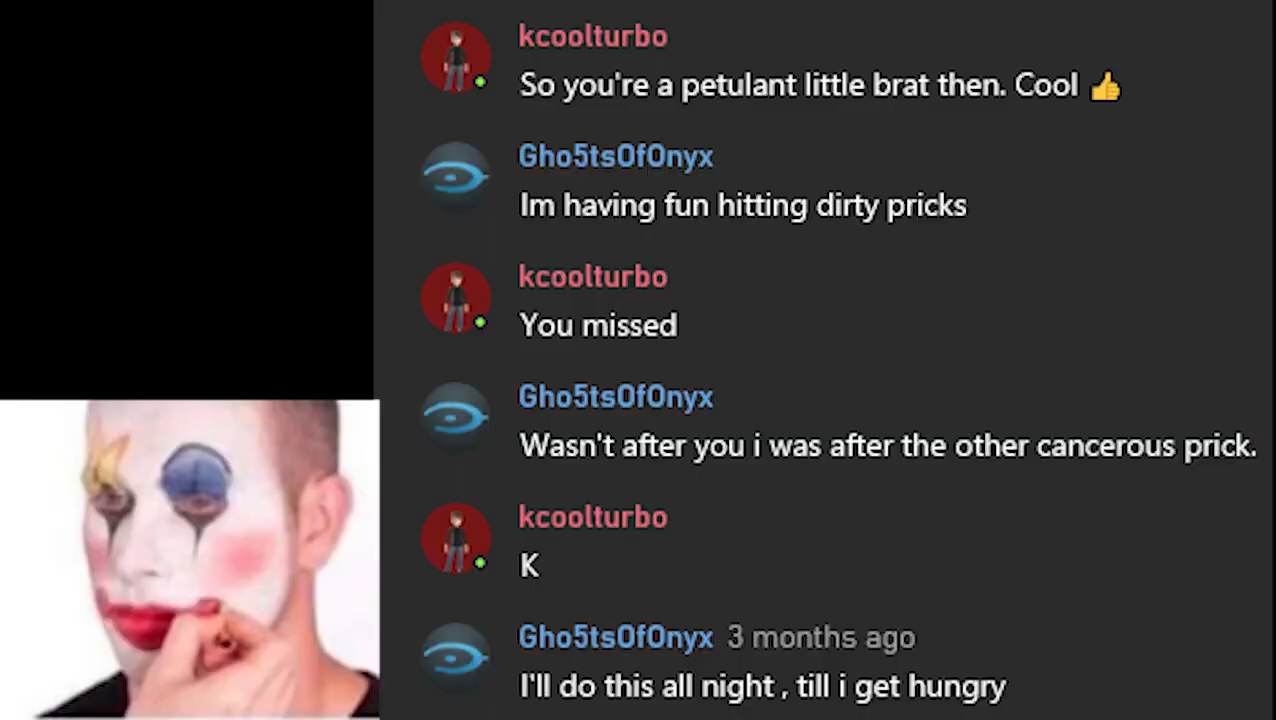 kcoolturbo
So you're a petulant little brat then. Cool 👍
Gho5tsOfOnyx
Im having fun hitting dirty pricks
kcoolturbo
You missed
Gho5tsOfOnyx
Wasn't after you i was after the other cancerous prick.
kcoolturbo
K
Gho5tsOfOnyx 3 months ago
I'll do this all night , till i get hungry